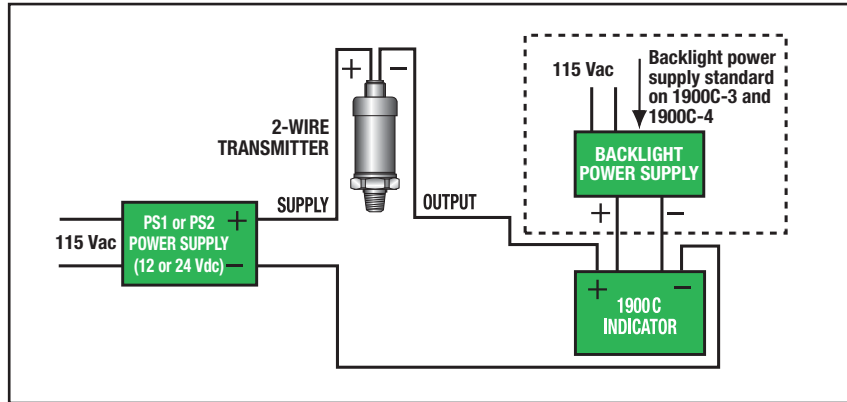 +
−
2-WIRE
TRANSMITTER
SUPPLY
OUTPUT
115 Vac
PS1 or PS2 +
POWER SUPPLY
(12 or 24 Vdc) −
115 Vac
Backlight power
supply standard
on 1900C-3 and
1900C-4
BACKLIGHT
POWER SUPPLY
+
−
+
−
1900C
INDICATOR